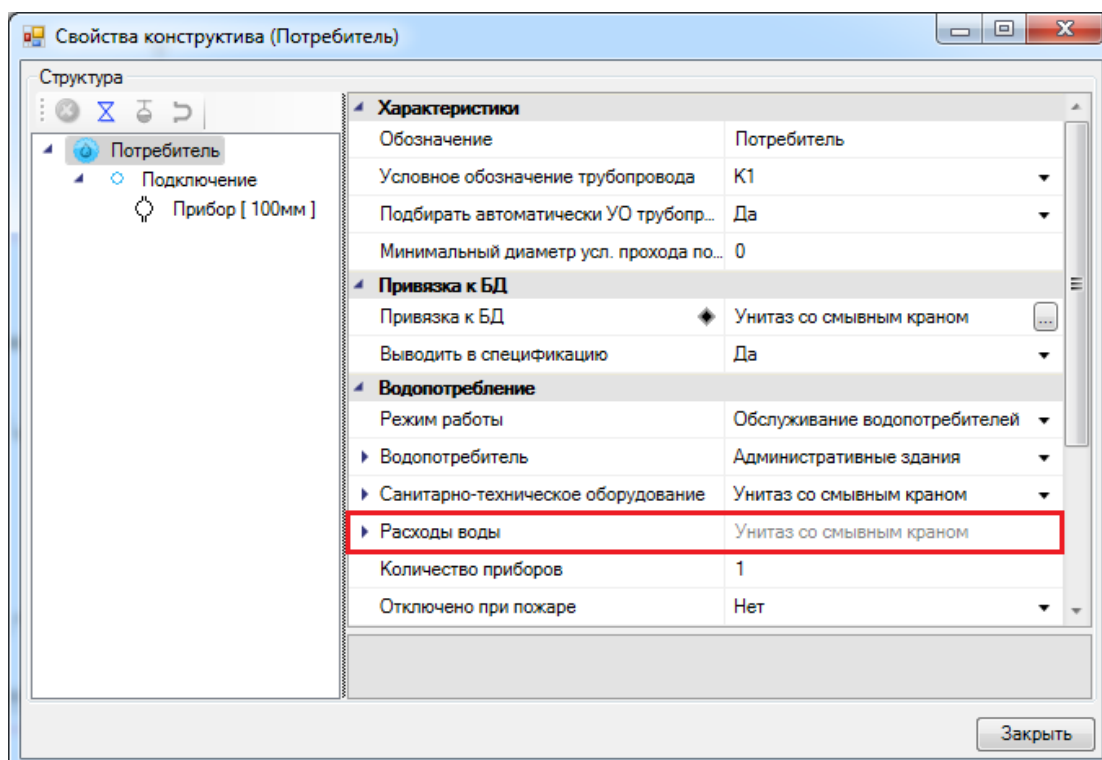 Свойства конструктива (Потребитель)
Структура
Потребитель
Подключение
Прибор [ 100мм ]
Характеристики
Обозначение Потребитель
Условное обозначение трубопровода К1
Подбирать автоматически УО трубопр... Да
Минимальный диаметр усл. прохода по... 0
Привязка к БД
Привязка к БД Унитаз со смывным краном ...
Выводить в спецификацию Да
Водопотребление
Режим работы Обслуживание водопотребителей
Водопотребитель Административные здания
Санитарно-техническое оборудование Унитаз со смывным краном
Расходы воды Унитаз со смывным краном
Количество приборов 1
Отключено при пожаре Нет
Закрыть